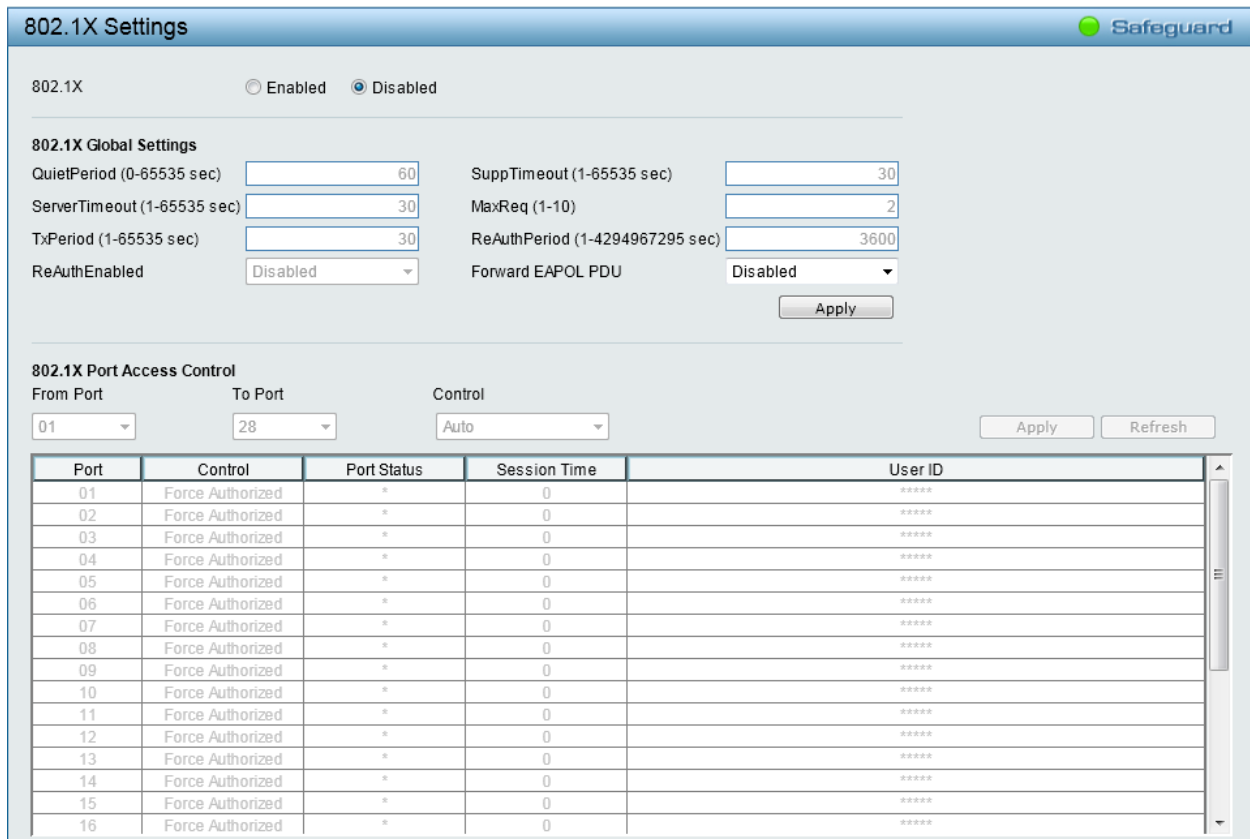 802.1X Settings Safeguard
802.1X Enabled Disabled
802.1X Global Settings
QuietPeriod (0-65535 sec) 60 SuppTimeout (1-65535 sec) 30
ServerTimeout (1-65535 sec) 30 MaxReq (1-10) 2
TxPeriod (1-65535 sec) 30 ReAuthPeriod (1-4294967295 sec) 3600
ReAuthEnabled Disabled Forward EAPOL PDU Disabled
Apply
802.1X Port Access Control
From Port To Port Control
01 28 Auto Apply Refresh
Port Control Port Status Session Time User ID
01 Force Authorized * 0 *****
02 Force Authorized * 0 *****
03 Force Authorized * 0 *****
04 Force Authorized * 0 *****
05 Force Authorized * 0 *****
06 Force Authorized * 0 *****
07 Force Authorized * 0 *****
08 Force Authorized * 0 *****
09 Force Authorized * 0 *****
10 Force Authorized * 0 *****
11 Force Authorized * 0 *****
12 Force Authorized * 0 *****
13 Force Authorized * 0 *****
14 Force Authorized * 0 *****
15 Force Authorized * 0 *****
16 Force Authorized * 0 *****